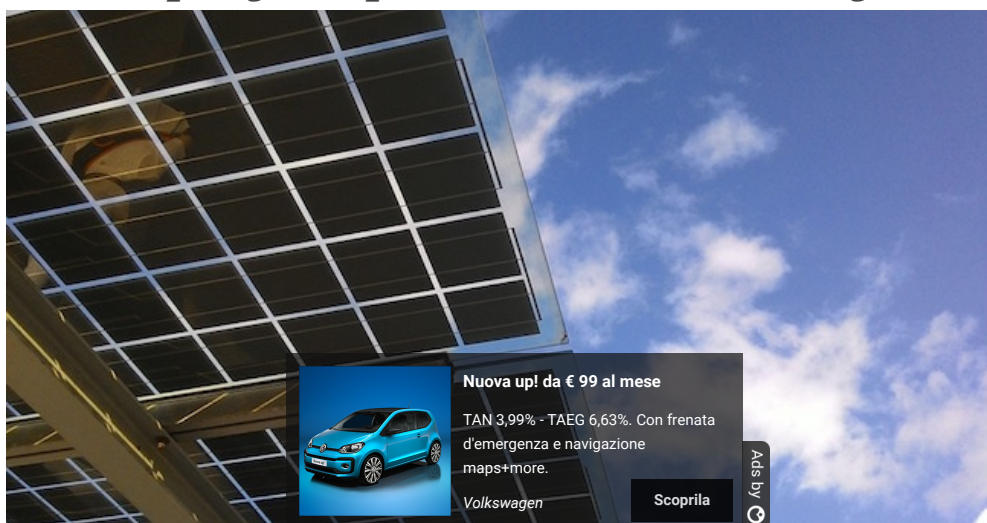 Nuova up! da € 99 al mese
TAN 3,99% - TAEG 6,63%. Con frenata
d'emergenza e navigazione
maps+more.
Volkswagen
Scoprila
Ads by